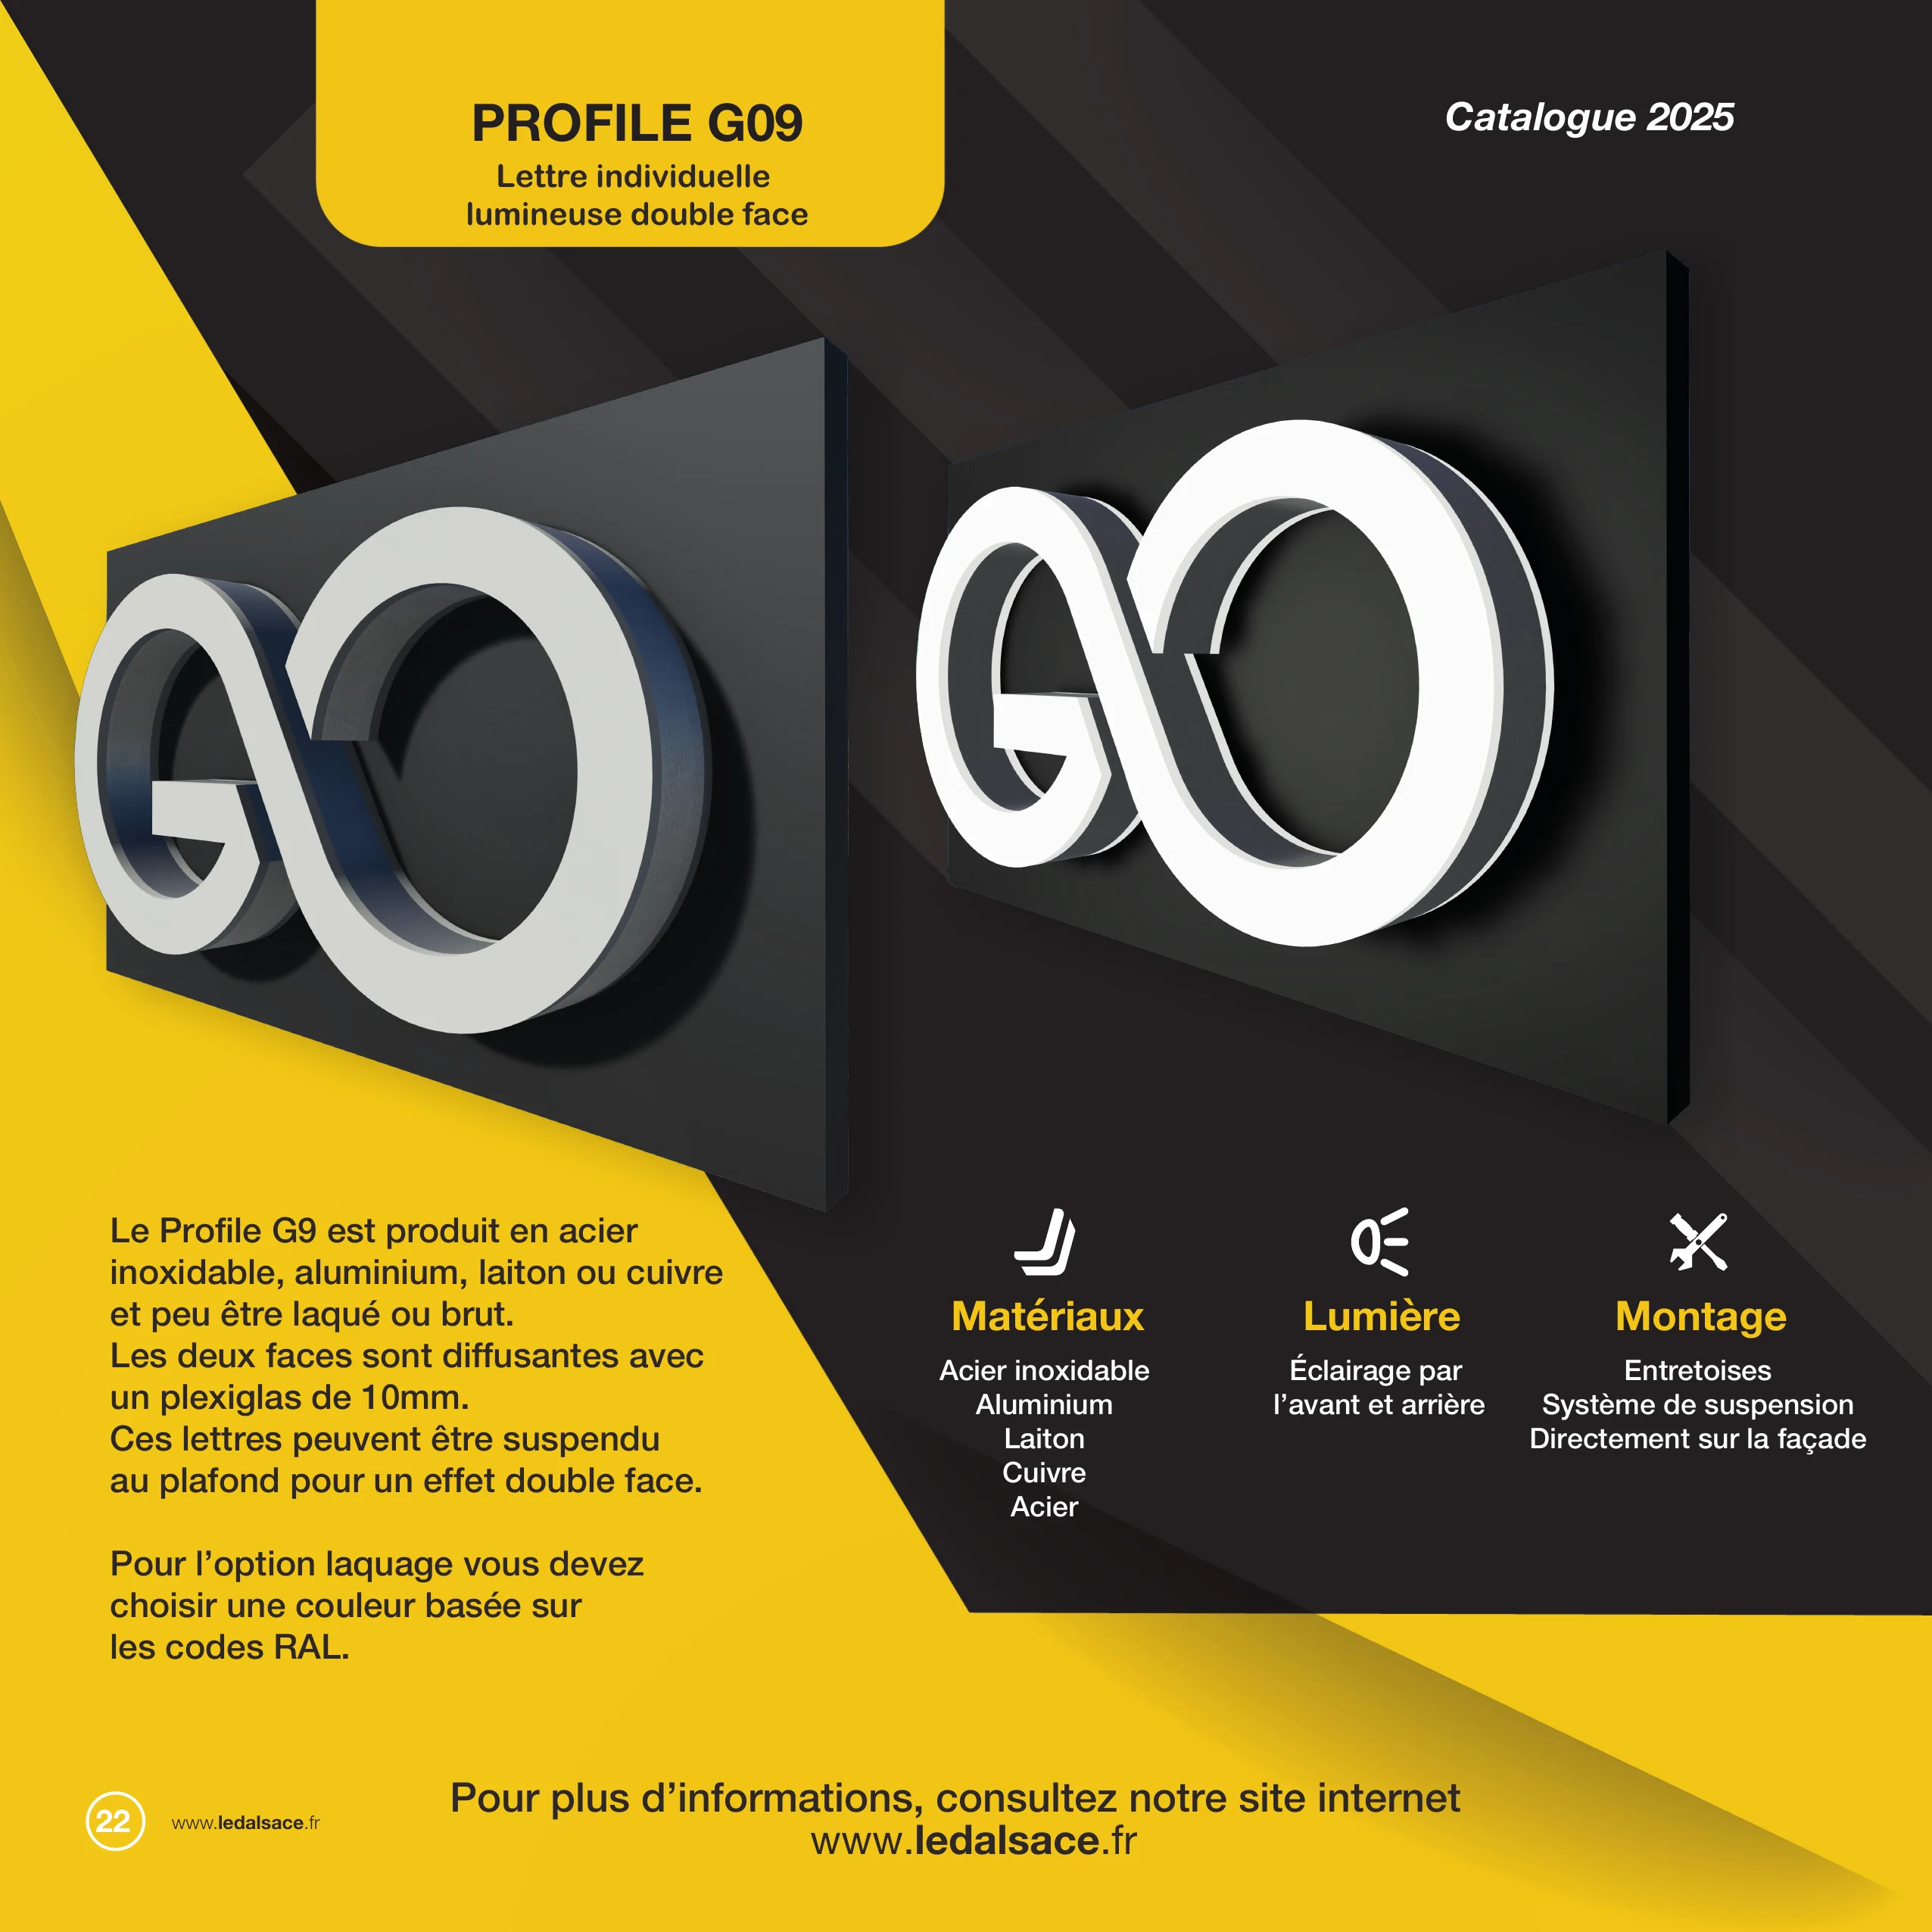 PROFILE G09
Lettre individuelle
lumineuse double face
Catalogue 2025
GO
GO
Le Profile G9 est produit en acier
inoxidable, aluminium, laiton ou cuivre
et peu être laqué ou brut.
Les deux faces sont diffusantes avec
un plexiglas de 10mm.
Ces lettres peuvent être suspendu
au plafond pour un effet double face.
Pour l’option laquage vous devez
choisir une couleur basée sur
les codes RAL.
Matériaux
Acier inoxidable
Aluminium
Laiton
Cuivre
Acier
Lumière
Éclairage par
l’avant et arrière
Montage
Entretoises
Système de suspension
Directement sur la façade
Pour plus d’informations, consultez notre site internet
www.ledalsace.fr
22
www.ledalsace.fr